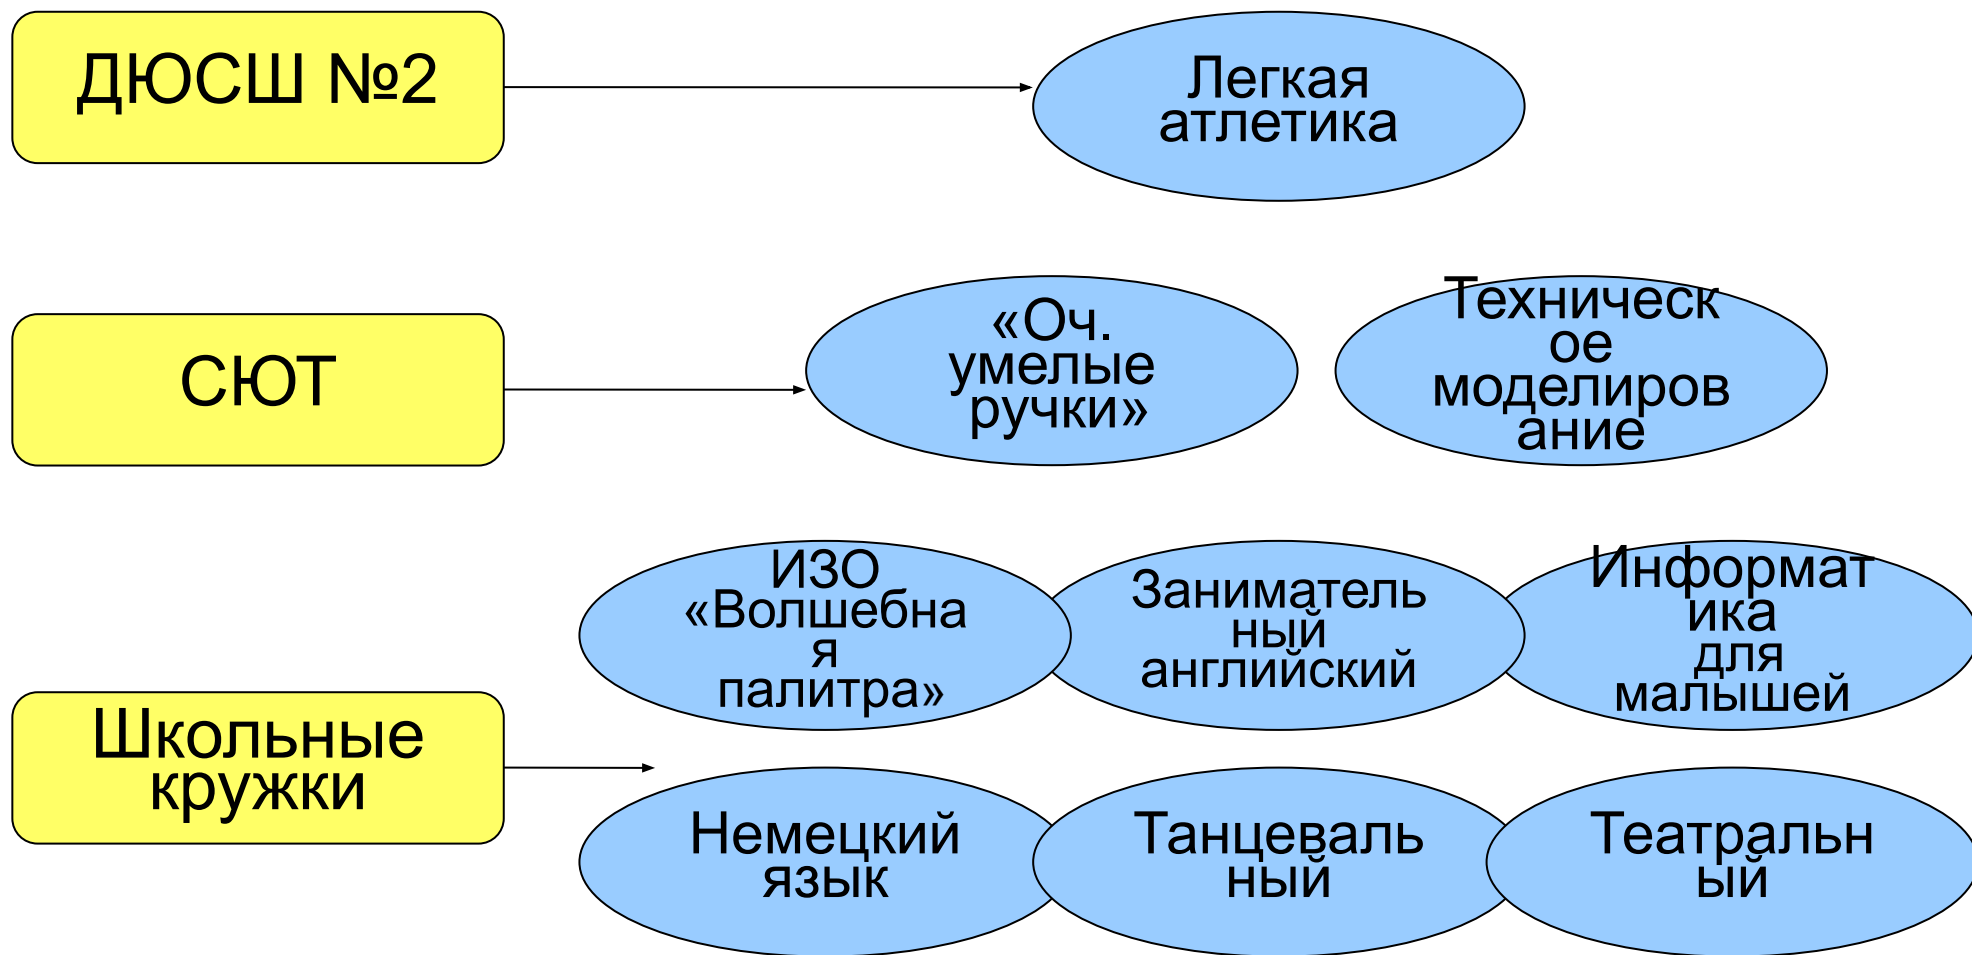 ДЮСШ №2
Легкая
атлетика
СЮТ
«Оч.
умелые
ручки»
Техническ
ое
моделиров
ание
Школьные
кружки
ИЗО
«Волшебна
я
палитра»
Заниматель
ный
английский
Информат
ика
для
малышей
Немецкий
язык
Танцеваль
ный
Театральн
ый